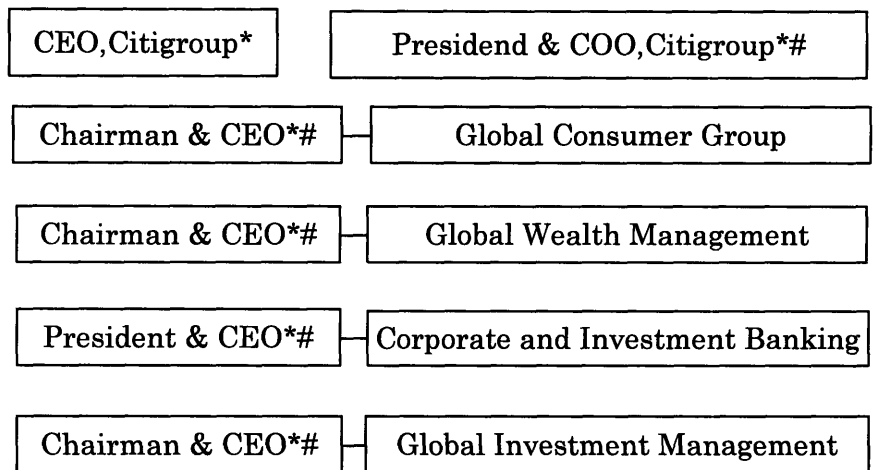 CEO,Citigroup* Presidend & COO,Citigroup*#
Chairman & CEO*# Global Consumer Group
Chairman & CEO*# Global Wealth Management
President & CEO*# Corporate and Investment Banking
Chairman & CEO*# Global Investment Management